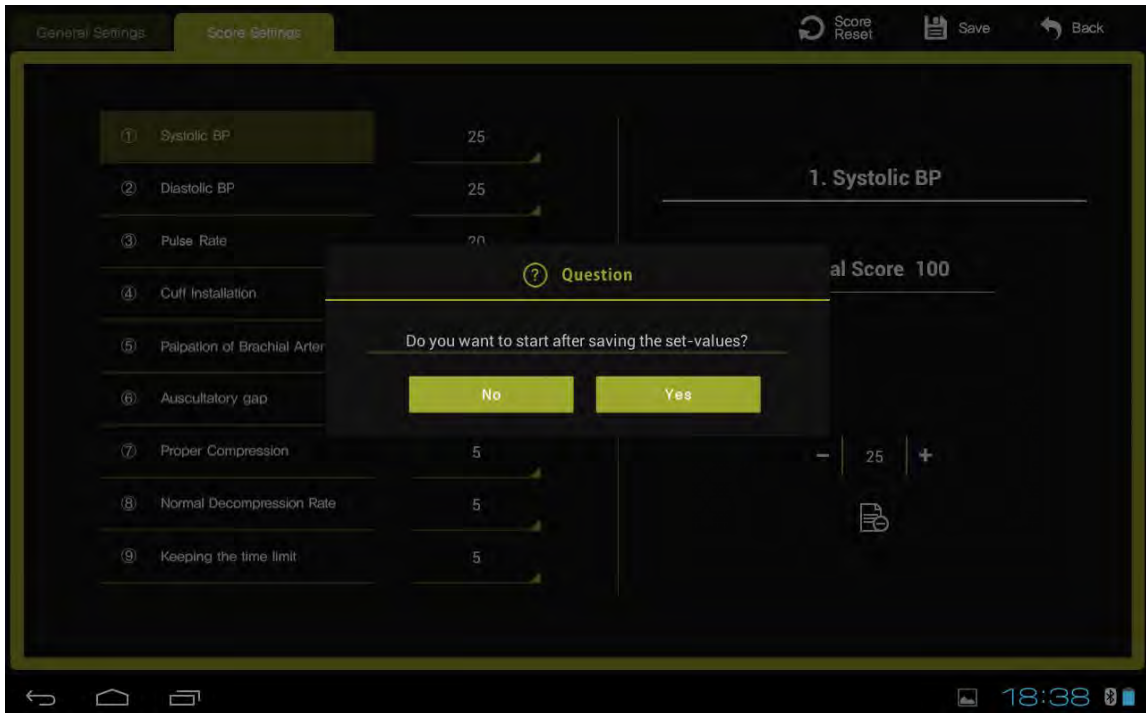 General Settings
Score Settings
Score Reset
Save
Back
① Systolic BP 25
② Diastolic BP 25
③ Pulse Rate 20
④ Cuff Installation
⑤ Palpation of Brachial Arter
⑥ Auscultatory gap
⑦ Proper Compression 5
⑧ Normal Decompression Rate 5
⑨ Keeping the time limit 5
1. Systolic BP
al Score 100
? Question
Do you want to start after saving the set-values?
No
Yes
− 25 +
18:38